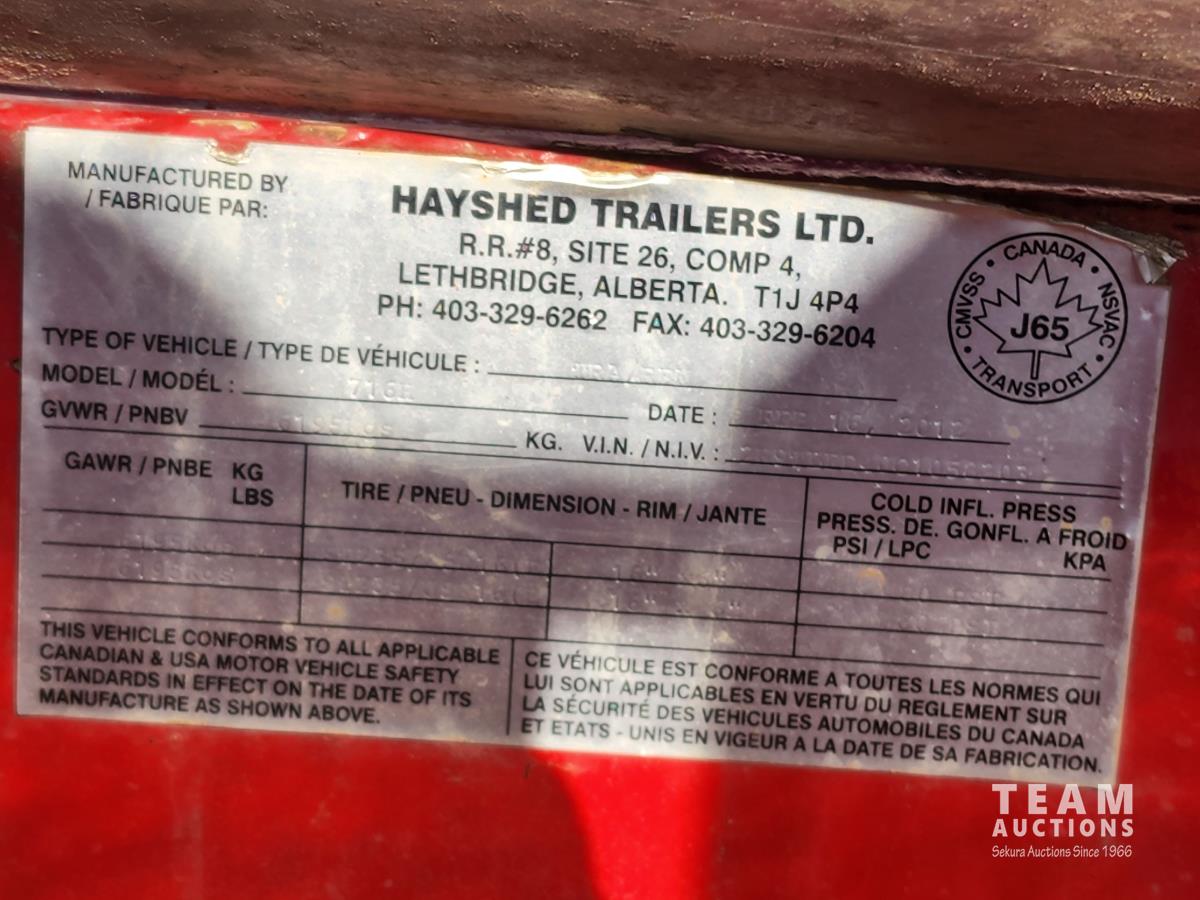 MANUFACTURED BY
/ FABRIQUE PAR:
HAYSHED TRAILERS LTD.
R.R.#8, SITE 26, COMP 4,
LETHBRIDGE, ALBERTA. T1J 4P4
PH: 403-329-6262 FAX: 403-329-6204
CANADA • NSVAC • TRANSPORT • CMVSS •
J65
TYPE OF VEHICLE / TYPE DE VÉHICULE :
MODEL / MODÉL : 716H
DATE : 16, 2012
GVWR / PNBV 6195KGS KG. V.I.N. / N.I.V. :
GAWR / PNBE KG
LBS
TIRE / PNEU - DIMENSION - RIM / JANTE
COLD INFL. PRESS
PRESS. DE. GONFL. A FROID
PSI / LPC KPA
6195KGS
THIS VEHICLE CONFORMS TO ALL APPLICABLE
CANADIAN & USA MOTOR VEHICLE SAFETY
STANDARDS IN EFFECT ON THE DATE OF ITS
MANUFACTURE AS SHOWN ABOVE.
CE VÉHICULE EST CONFORME A TOUTES LES NORMES QUI
LUI SONT APPLICABLES EN VERTU DU REGLEMENT SUR
LA SÉCURITÉ DES VEHICULES AUTOMOBILES DU CANADA
ET ETATS - UNIS EN VIGEUR A LA DATE DE SA FABRICATION.
TEAM
AUCTIONS
Sekura Auctions Since 1966